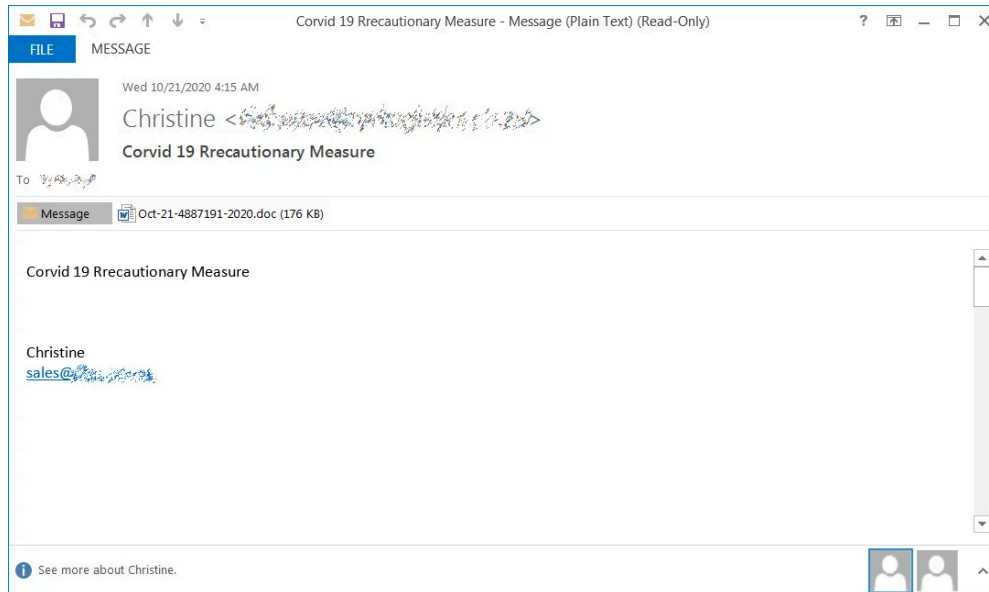 Corvid 19 Rrecautionary Measure - Message (Plain Text) (Read-Only)
?
FILE MESSAGE
Wed 10/21/2020 4:15 AM
Christine <
Corvid 19 Rrecautionary Measure
To
Message Oct-21-4887191-2020.doc (176 KB)
Corvid 19 Rrecautionary Measure
Christine
sales@
See more about Christine.